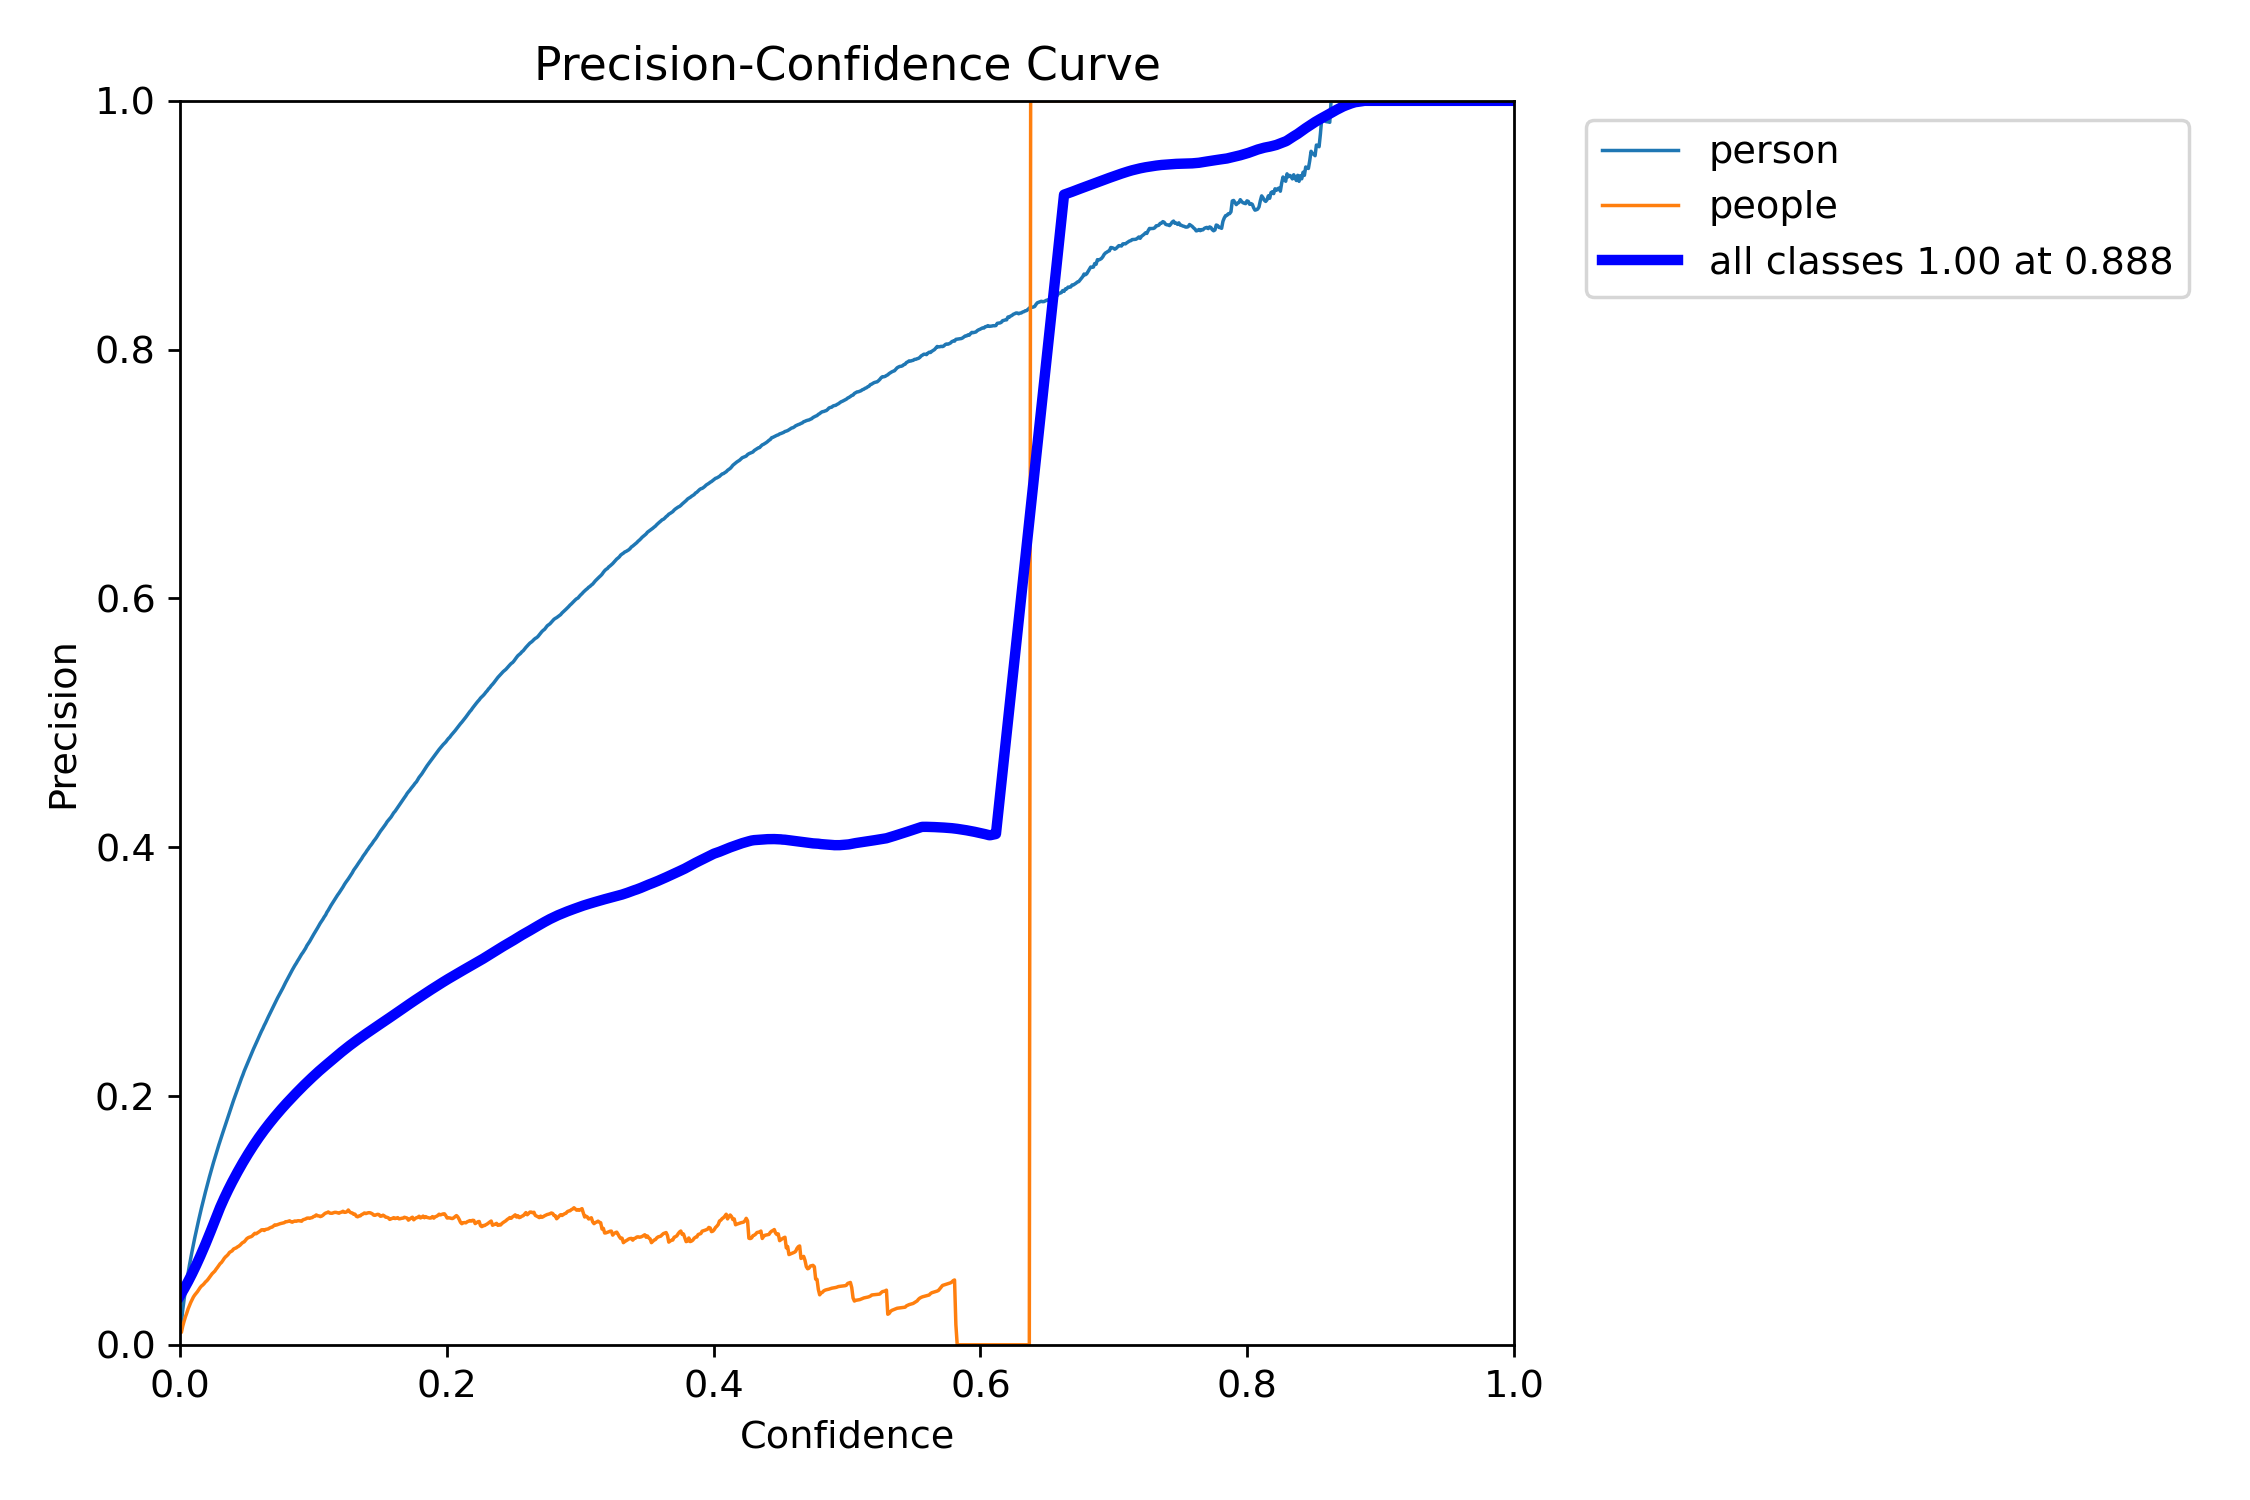 Precision-Confidence Curve
1.0
0.8
0.6
0.4
0.2
0.0
Precision
0.0 0.2 0.4 0.6 0.8 1.0
Confidence
person
people
all classes 1.00 at 0.888